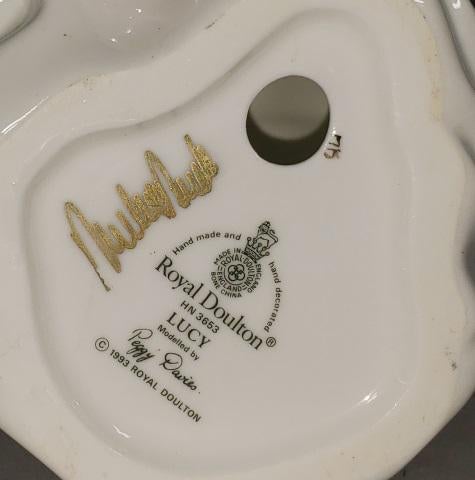 Hand made and hand decorated
MADE IN ENGLAND
ROYAL DOULTON
ENGLAND
BONE CHINA
Royal Doulton®
HN 3653
LUCY
Modelled by
Peggy Davies.
© 1993 ROYAL DOULTON